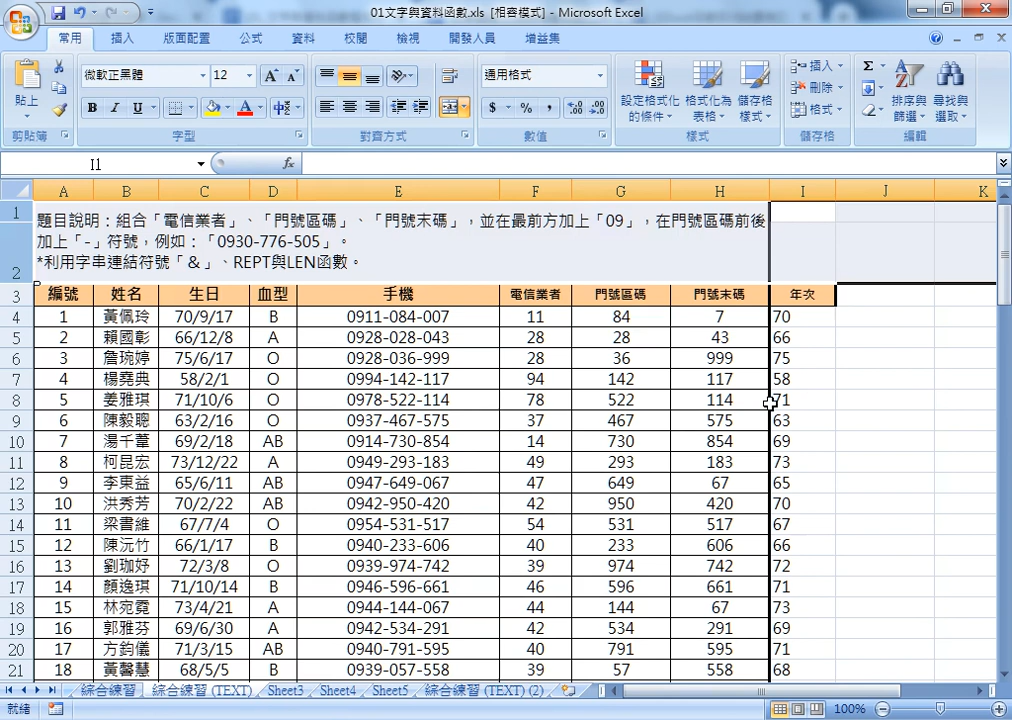 01文字與資料函數.xls [相容模式] - Microsoft Excel
常用 插入 版面配置 公式 資料 校閱 檢視 開發人員 增益集
貼上 微軟正黑體 12 通用格式 設定格式化的條件 格式化為表格 儲存格樣式 插入 刪除 格式 排序與篩選 尋找與選取
剪貼簿 字型 對齊方式 數值 樣式 儲存格 編輯
I1 fx
A B C D E F G H I J K
1 題目說明：組合「電信業者」、「門號區碼」、「門號末碼」，並在最前方加上「09」，在門號區碼前後
加上「-」符號，例如：「0930-776-505」。
2 *利用字串連結符號「&」、REPT與LEN函數。
3 編號 姓名 生日 血型 手機 電信業者 門號區碼 門號末碼 年次
4 1 黃佩玲 70/9/17 B 0911-084-007 11 84 7 70
5 2 賴國彰 66/12/8 A 0928-028-043 28 28 43 66
6 3 詹琬婷 75/6/17 O 0928-036-999 28 36 999 75
7 4 楊堯典 58/2/1 O 0994-142-117 94 142 117 58
8 5 姜雅琪 71/10/6 O 0978-522-114 78 522 114 71
9 6 陳毅聰 63/2/16 O 0937-467-575 37 467 575 63
10 7 湯千葦 69/2/18 AB 0914-730-854 14 730 854 69
11 8 柯昆宏 73/12/22 A 0949-293-183 49 293 183 73
12 9 李東益 65/6/11 AB 0947-649-067 47 649 67 65
13 10 洪秀芳 70/2/22 AB 0942-950-420 42 950 420 70
14 11 梁書維 67/7/4 O 0954-531-517 54 531 517 67
15 12 陳沅竹 66/1/17 B 0940-233-606 40 233 606 66
16 13 劉珈妤 72/3/8 O 0939-974-742 39 974 742 72
17 14 顏逸琪 71/10/14 B 0946-596-661 46 596 661 71
18 15 林宛霓 73/4/21 A 0944-144-067 44 144 67 73
19 16 郭雅芬 69/6/30 A 0942-534-291 42 534 291 69
20 17 方鈞儀 71/3/15 AB 0940-791-595 40 791 595 71
21 18 黃馨慧 68/5/5 B 0939-057-558 39 57 558 68
綜合練習 綜合練習 (TEXT) Sheet3 Sheet4 Sheet5 綜合練習 (TEXT) (2)
就緒 100%